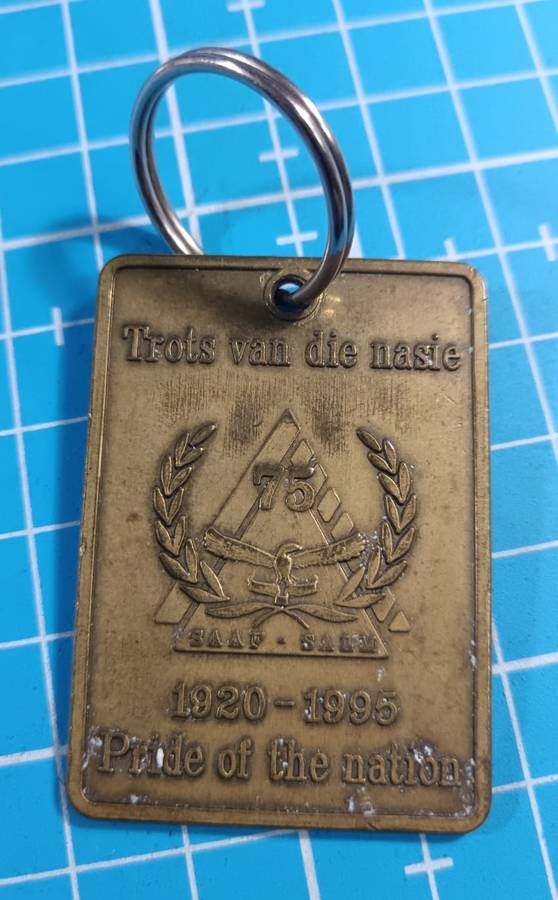 Trots van die nasie
75
SAAF - SALM
1920 - 1995
Pride of the nation